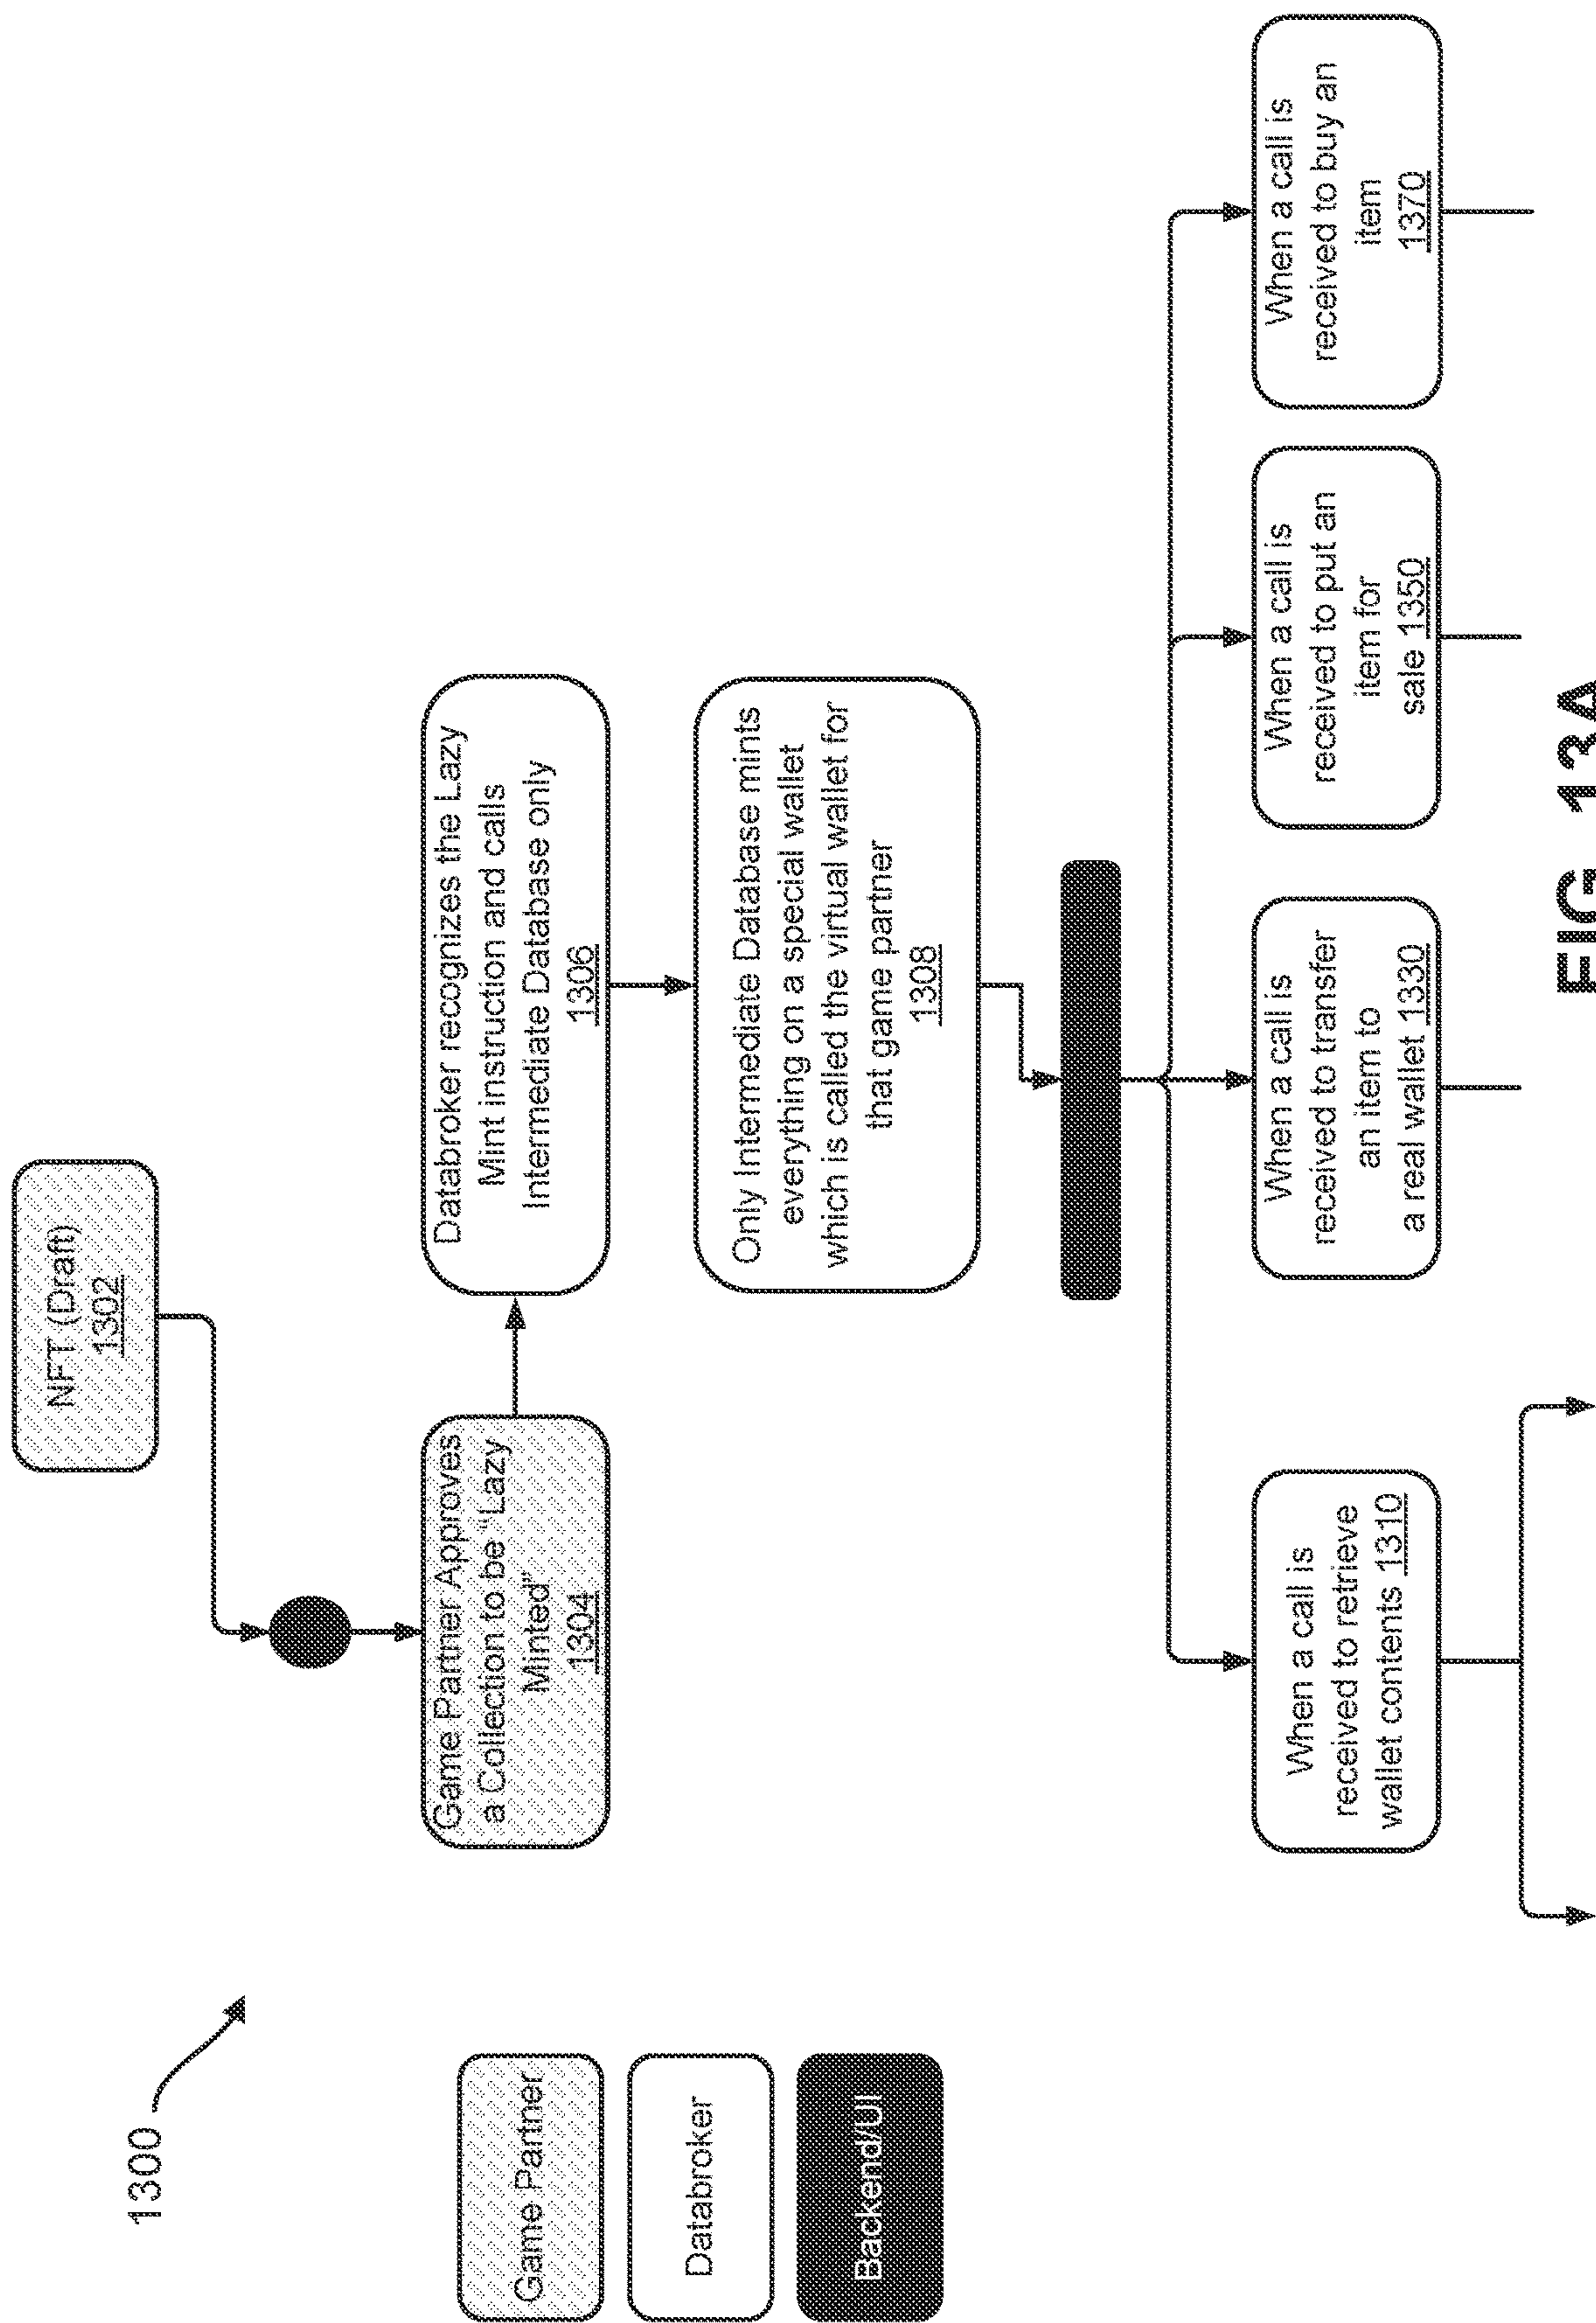 1300
Game Partner
Databroker
Backend/UI
NFT (Draft)
1302
Game Partner Approves
a Collection to be "Lazy
Minted"
1304
Databroker recognizes the Lazy
Mint instruction and calls
Intermediate Database only
1306
Only Intermediate Database mints
everything on a special wallet
which is called the virtual wallet for
that game partner
1308
When a call is
received to retrieve
wallet contents 1310
When a call is
received to transfer
an item to
a real wallet 1330
When a call is
received to put an
item for
sale 1350
When a call is
received to buy an
item
1370
FIG. 13A